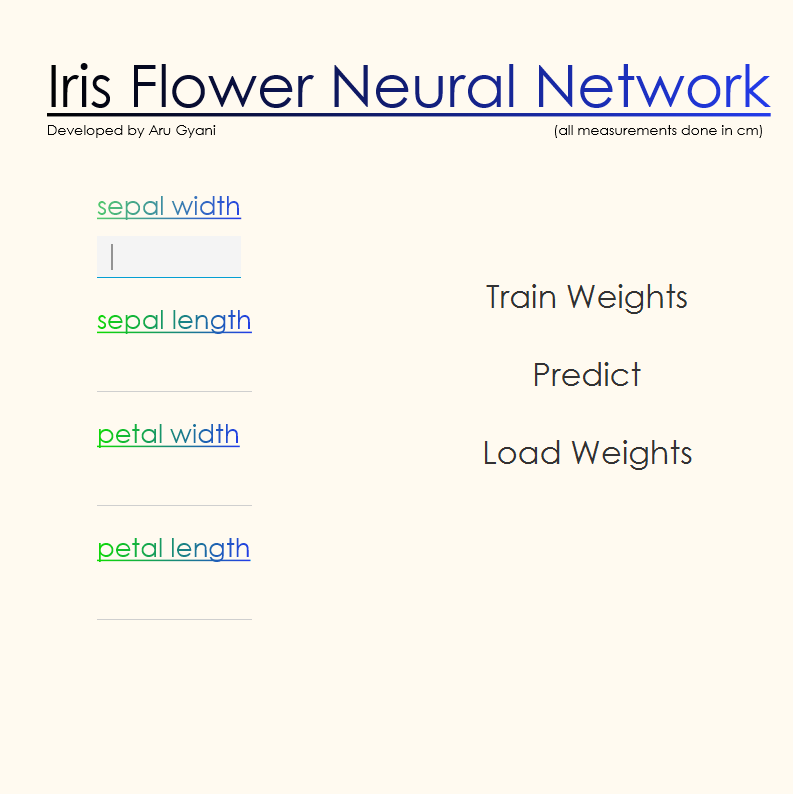 Iris Flower Neural Network
Developed by Aru Gyani
(all measurements done in cm)
sepal width
sepal length
petal width
petal length
Train Weights
Predict
Load Weights